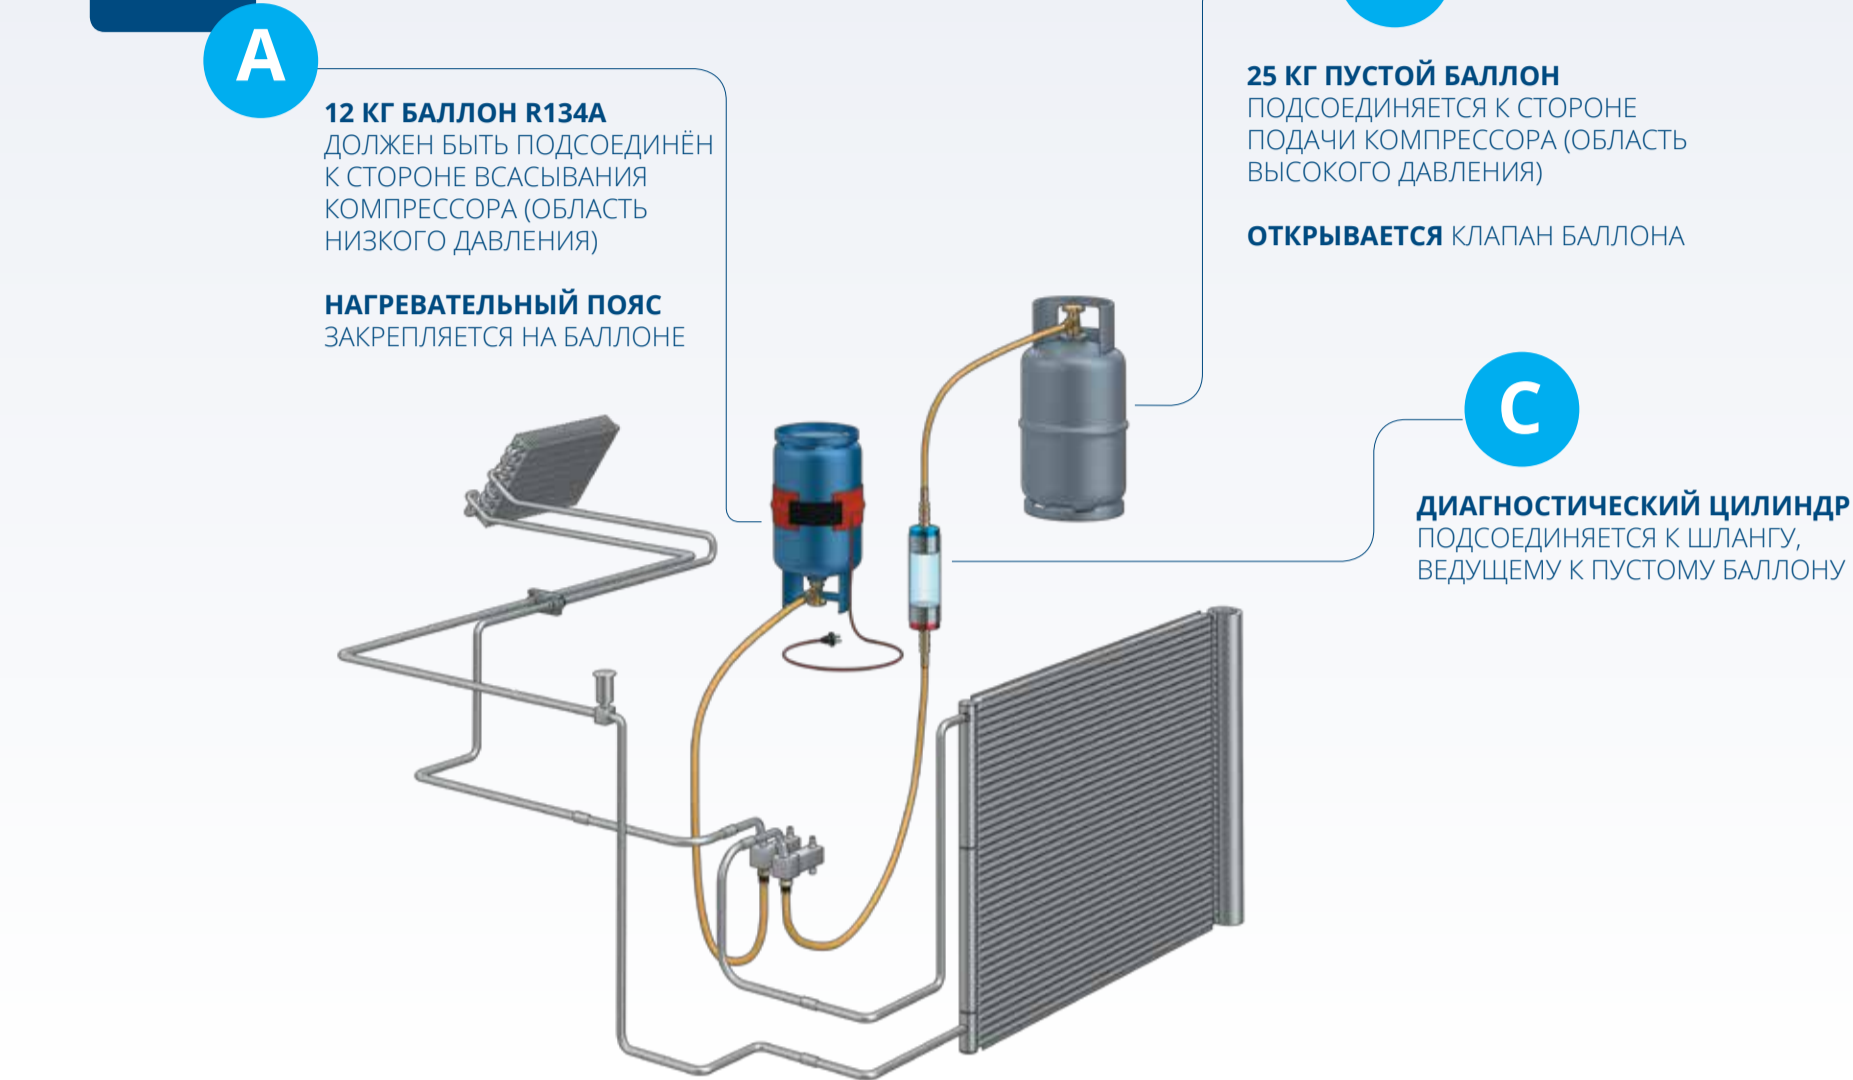 A
12 КГ БАЛЛОН R134A
ДОЛЖЕН БЫТЬ ПОДСОЕДИНЁН
К СТОРОНЕ ВСАСЫВАНИЯ
КОМПРЕССОРА (ОБЛАСТЬ
НИЗКОГО ДАВЛЕНИЯ)
НАГРЕВАТЕЛЬНЫЙ ПОЯС
ЗАКРЕПЛЯЕТСЯ НА БАЛЛОНЕ
25 КГ ПУСТОЙ БАЛЛОН
ПОДСОЕДИНЯЕТСЯ К СТОРОНЕ
ПОДАЧИ КОМПРЕССОРА (ОБЛАСТЬ
ВЫСОКОГО ДАВЛЕНИЯ)
ОТКРЫВАЕТСЯ КЛАПАН БАЛЛОНА
C
ДИАГНОСТИЧЕСКИЙ ЦИЛИНДР
ПОДСОЕДИНЯЕТСЯ К ШЛАНГУ,
ВЕДУЩЕМУ К ПУСТОМУ БАЛЛОНУ